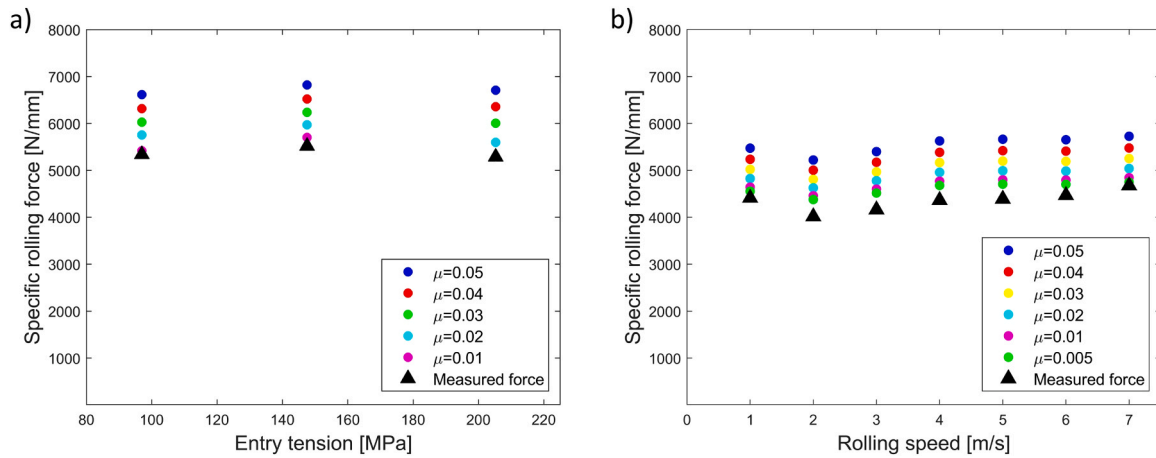 a)
Specific rolling force [N/mm]
8000
7000
6000
5000
4000
3000
2000
1000
80 100 120 140 160 180 200 220
Entry tension [MPa]
μ=0.05
μ=0.04
μ=0.03
μ=0.02
μ=0.01
Measured force
b)
Specific rolling force [N/mm]
8000
7000
6000
5000
4000
3000
2000
1000
0 1 2 3 4 5 6 7
Rolling speed [m/s]
μ=0.05
μ=0.04
μ=0.03
μ=0.02
μ=0.01
μ=0.005
Measured force